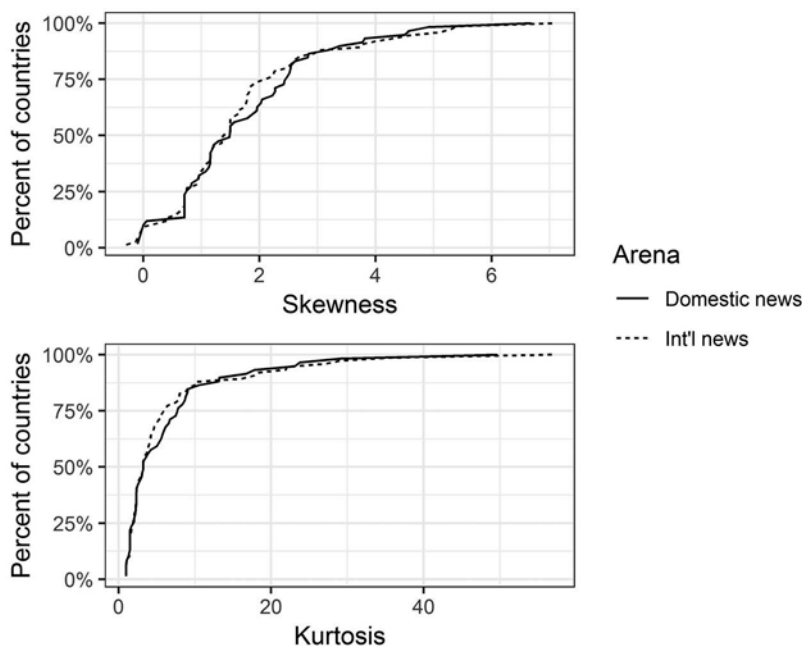 100%
75%
50%
25%
0%
Percent of countries
0 2 4 6
Skewness
Arena
Domestic news
Int'l news
100%
75%
50%
25%
0%
Percent of countries
0 20 40
Kurtosis